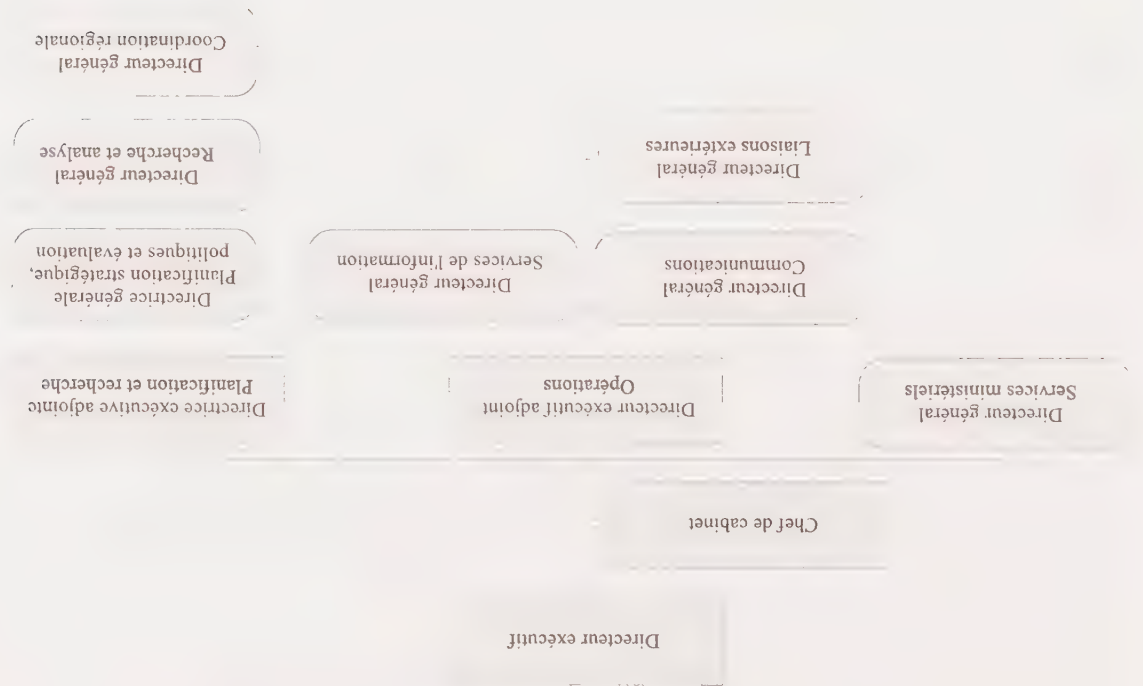 Directeur exécutif
Chef de cabinet
Directeur général
Services ministériels
Directeur exécutif adjoint
Opérations
Directrice exécutive adjointe
Planification et recherche
Directeur général
Communications
Directeur général
Services de l'information
Directrice générale
Planification stratégique,
politiques et évaluation
Directeur général
Liaisons extérieures
Directeur général
Recherche et analyse
Directeur général
Coordination régionale